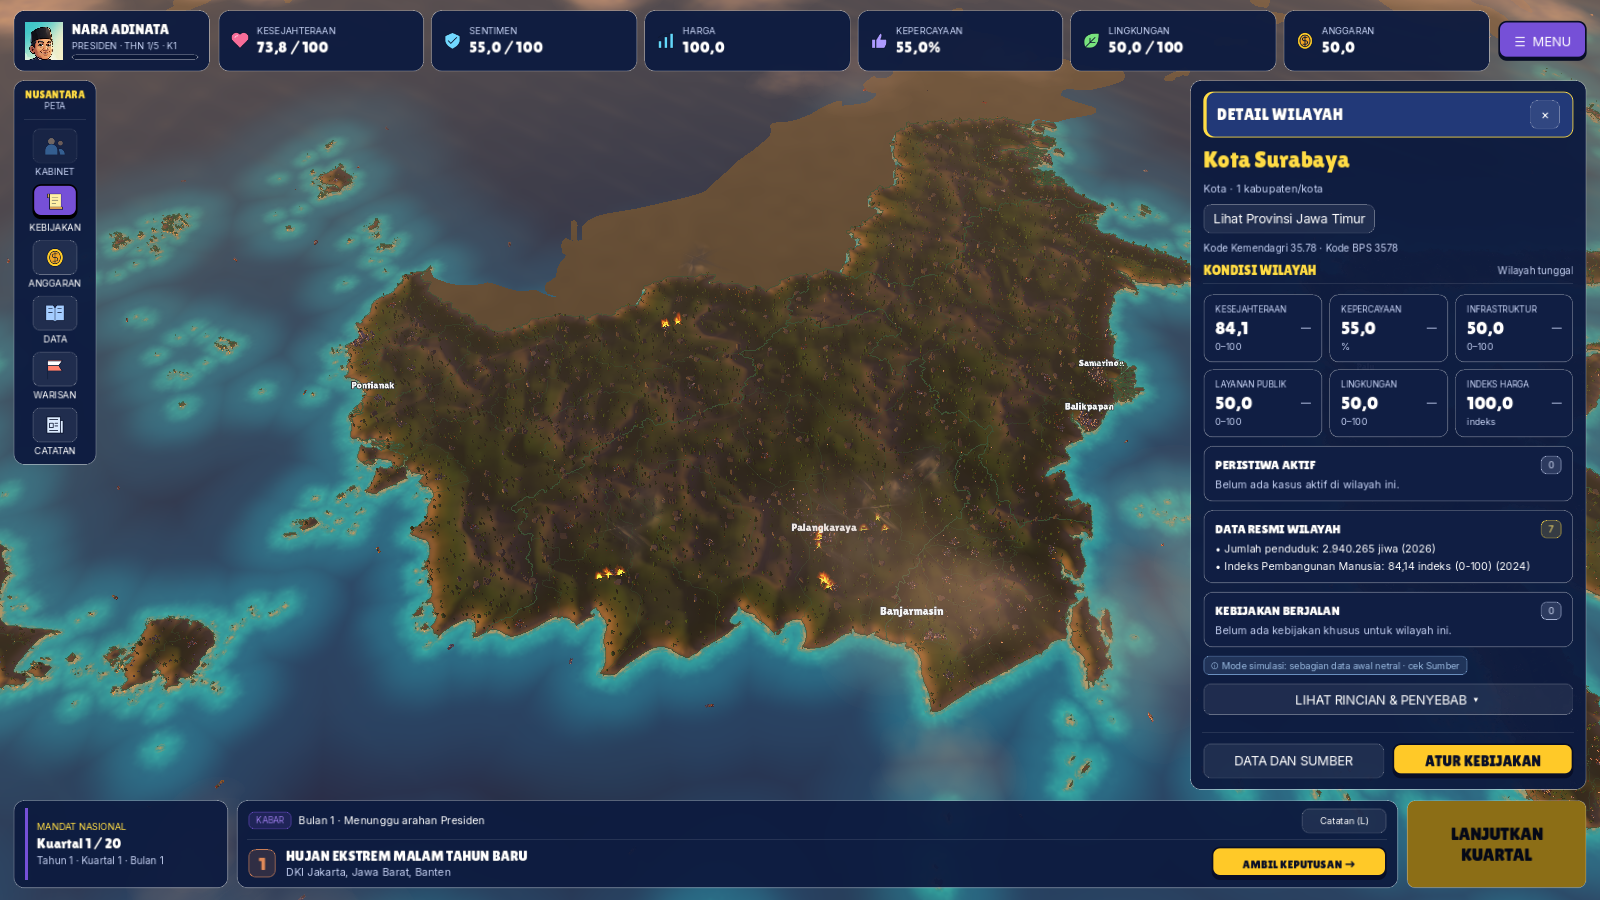 NARA ADINATA
PRESIDEN · THN 1/5 · K1
KESEJAHTERAAN
73,8 /100
SENTIMEN
55,0 /100
HARGA
100,0
KEPERCAYAAN
55,0%
LINGKUNGAN
50,0 /100
ANGGARAN
50,0
☰ MENU
NUSANTARA
PETA
KABINET
KEBIJAKAN
ANGGARAN
DATA
WARISAN
CATATAN
Pontianak
Samarinda
Balikpapan
Palangkaraya
Banjarmasin
DETAIL WILAYAH
×
Kota Surabaya
Kota · 1 kabupaten/kota
Lihat Provinsi Jawa Timur
Kode Kemendagri 35.78 · Kode BPS 3578
KONDISI WILAYAH
Wilayah tunggal
KESEJAHTERAAN
84,1 —
0–100
KEPERCAYAAN
55,0 —
%
INFRASTRUKTUR
50,0 —
0–100
LAYANAN PUBLIK
50,0 —
0–100
LINGKUNGAN
50,0 —
0–100
INDEKS HARGA
100,0 —
indeks
PERISTIWA AKTIF 0
Belum ada kasus aktif di wilayah ini.
DATA RESMI WILAYAH 7
• Jumlah penduduk: 2.940.265 jiwa (2026)
• Indeks Pembangunan Manusia: 84,14 indeks (0-100) (2024)
KEBIJAKAN BERJALAN 0
Belum ada kebijakan khusus untuk wilayah ini.
Mode simulasi: sebagian data awal netral · cek Sumber
LIHAT RINCIAN & PENYEBAB ▾
DATA DAN SUMBER
ATUR KEBIJAKAN
MANDAT NASIONAL
Kuartal 1 / 20
Tahun 1 · Kuartal 1 · Bulan 1
KABAR Bulan 1 · Menunggu arahan Presiden
Catatan (L)
1
HUJAN EKSTREM MALAM TAHUN BARU
DKI Jakarta, Jawa Barat, Banten
AMBIL KEPUTUSAN →
LANJUTKAN
KUARTAL